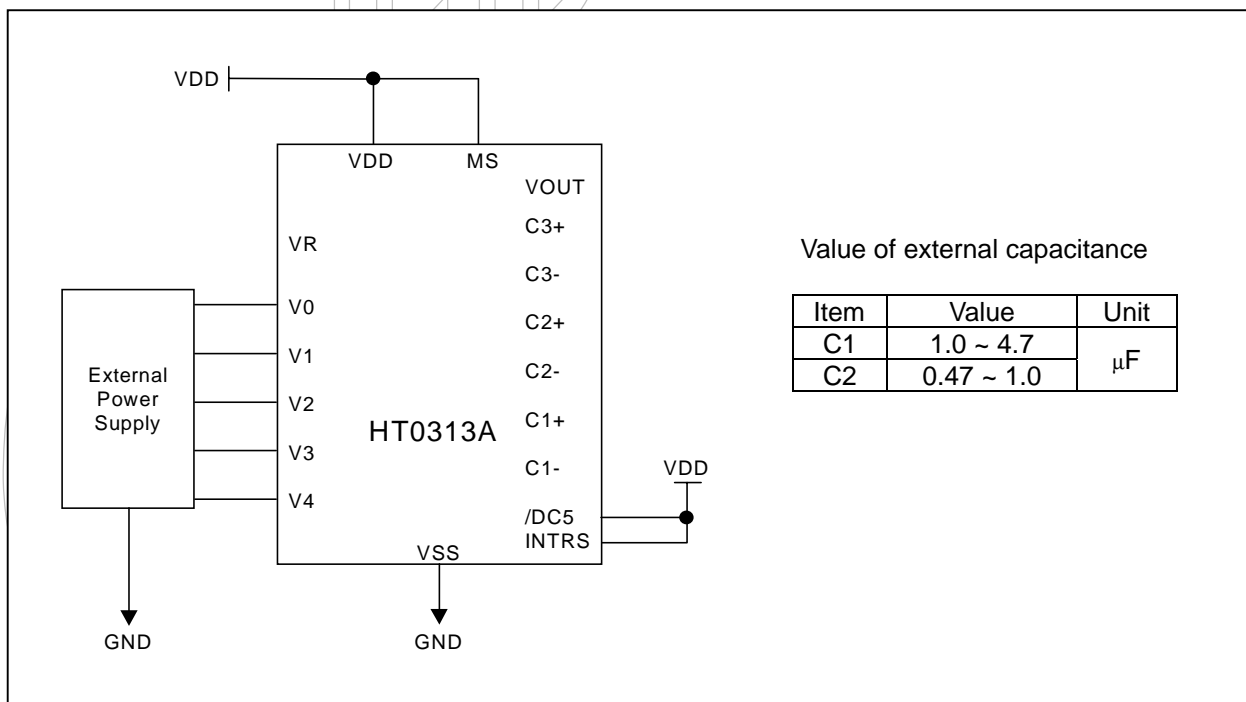 VDD
VDD
MS
VOUT
C3+
VR
C3-
V0
C2+
V1
C2-
External
Power
Supply
V2
HT0313A
C1+
V3
C1-
VDD
V4
/DC5
INTRS
VSS
GND
GND
Value of external capacitance
Item Value Unit
C1 1.0 ~ 4.7 μF
C2 0.47 ~ 1.0